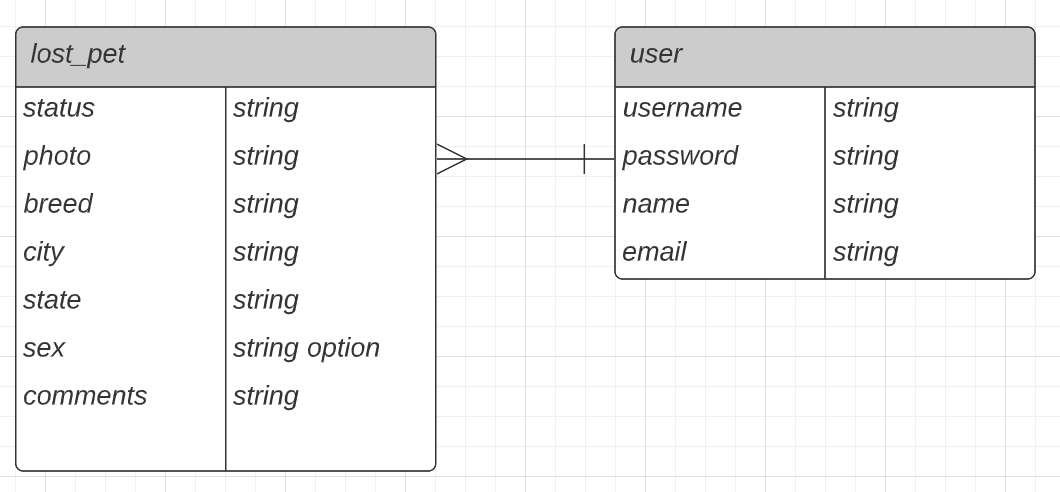 lost_pet
status string
photo string
breed string
city string
state string
sex string option
comments string
user
username string
password string
name string
email string